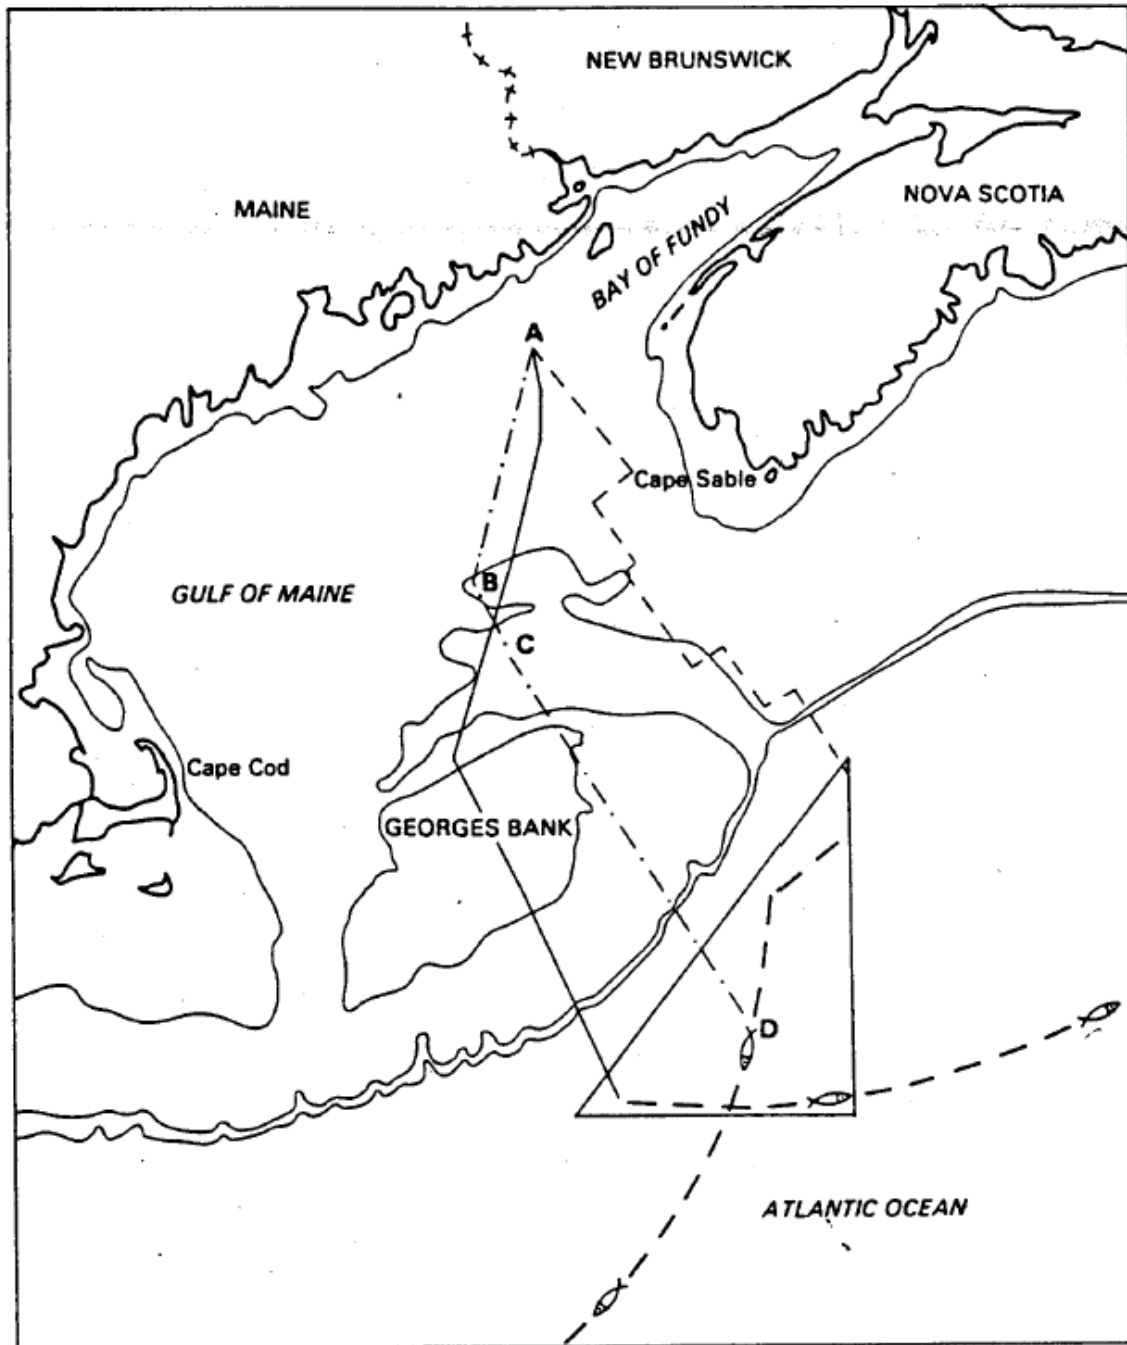 NEW BRUNSWICK
MAINE
NOVA SCOTIA
BAY OF FUNDY
A
Cape Sable
B
GULF OF MAINE
C
Cape Cod
GEORGES BANK
D
ATLANTIC OCEAN